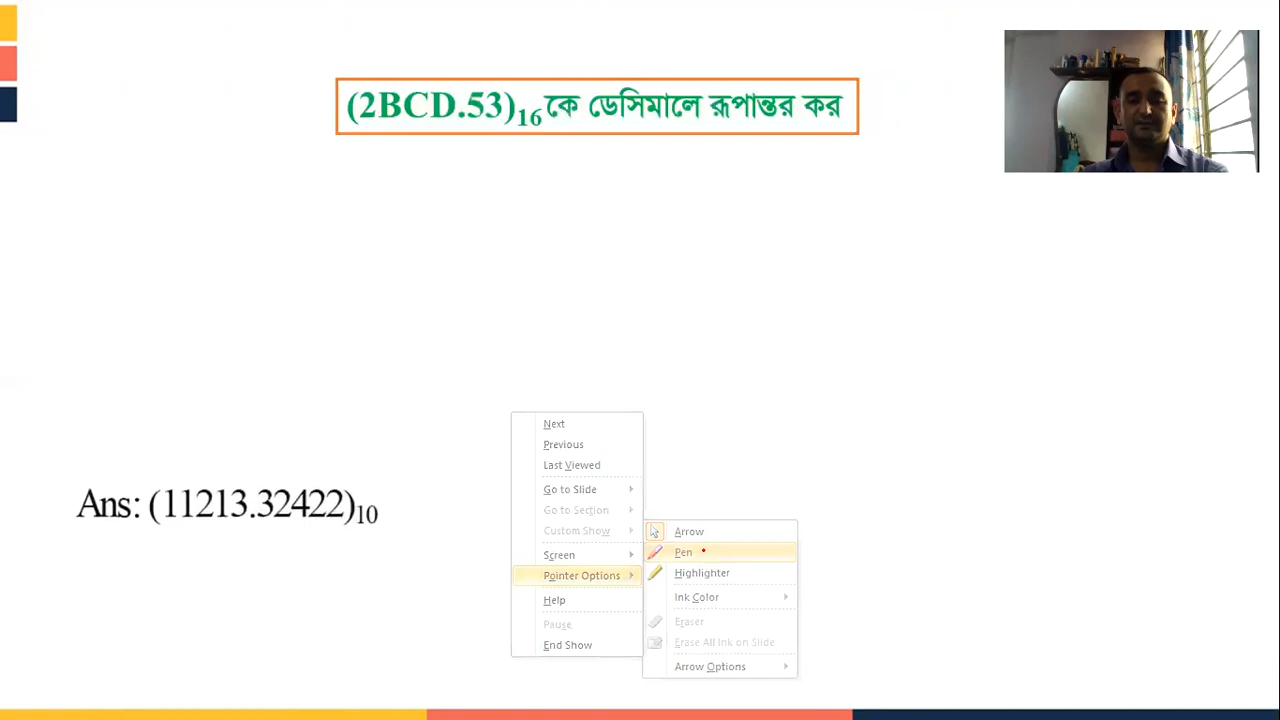 (2BCD.53)₁₆ কে ডেসিমালে রূপান্তর কর
Next
Previous
Last Viewed
Go to Slide
Go to Section
Custom Show
Screen
Pointer Options
Help
Pause
End Show
Arrow
Pen
Highlighter
Ink Color
Eraser
Erase All Ink on Slide
Arrow Options
Ans: (11213.32422)₁₀